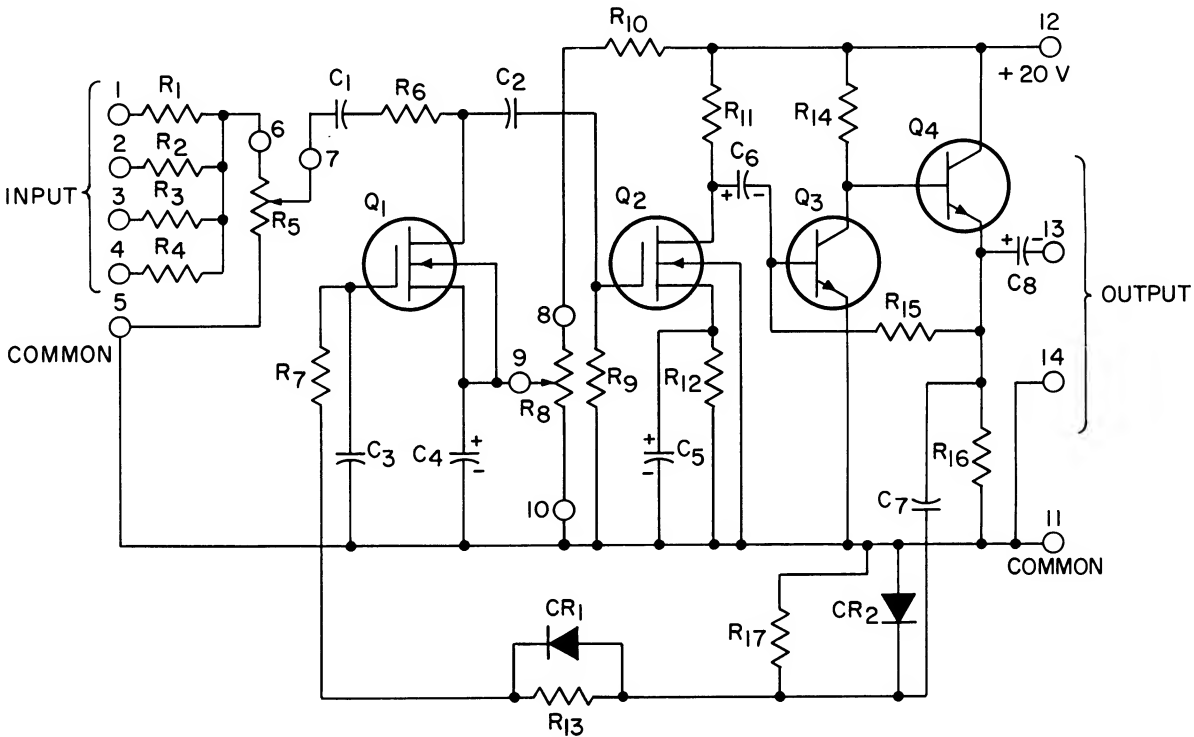 R10
12
+20 V
INPUT
1
R1
2
R2
3
R3
4
R4
5
COMMON
6
R5
7
C1
R6
C2
Q1
R7
C3
C4
+
-
8
9
R8
10
R9
Q2
R11
C6
+
-
R12
+
-
C5
Q3
R14
Q4
R15
+
-
C8
13
OUTPUT
14
R16
C7
11
COMMON
CR1
R13
R17
CR2